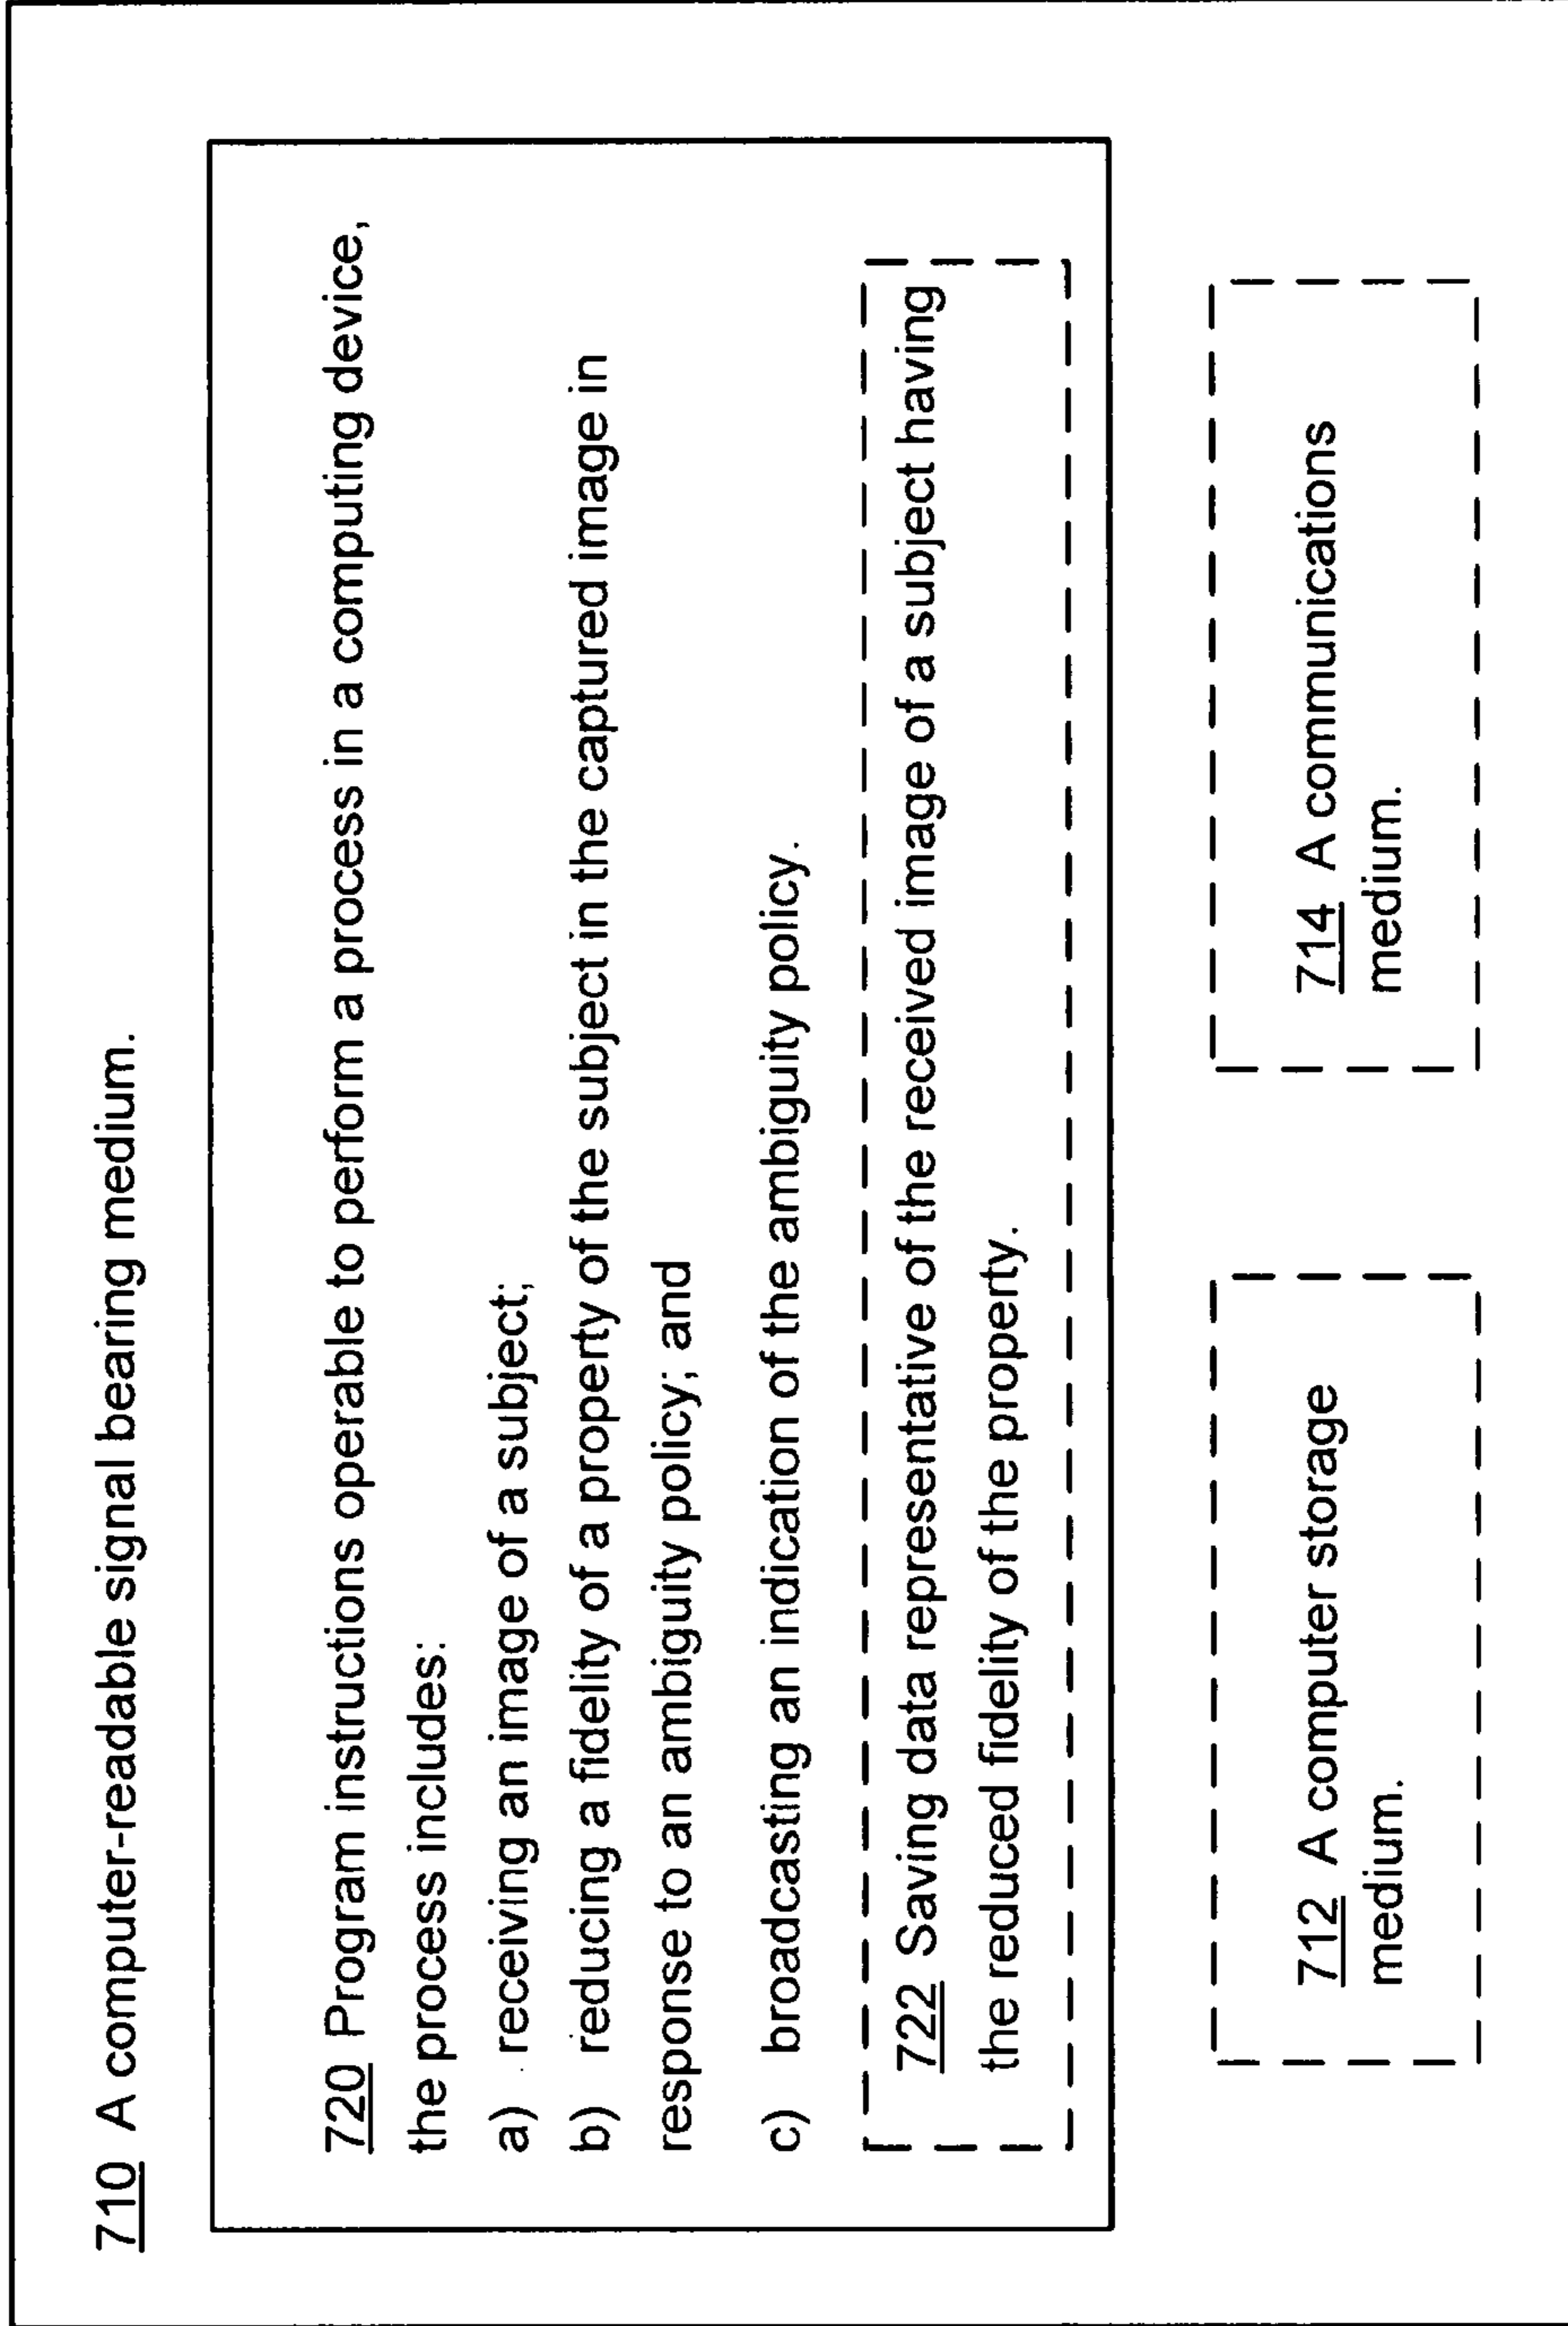 710 A computer-readable signal bearing medium.
720 Program instructions operable to perform a process in a computing device,
the process includes:
a) receiving an image of a subject;
b) reducing a fidelity of a property of the subject in the captured image in
response to an ambiguity policy; and
c) broadcasting an indication of the ambiguity policy.
722 Saving data representative of the received image of a subject having
the reduced fidelity of the property.
712 A computer storage
medium.
714 A communications
medium.